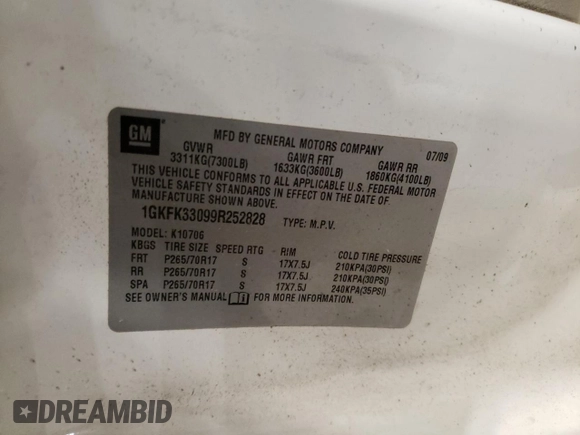 GM
MFD BY GENERAL MOTORS COMPANY 07/09
GVWR GAWR FRT GAWR RR
3311KG(7300LB) 1633KG(3600LB) 1860KG(4100LB)
THIS VEHICLE CONFORMS TO ALL APPLICABLE U.S. FEDERAL MOTOR
VEHICLE SAFETY STANDARDS IN EFFECT ON THE DATE OF
MANUFACTURE SHOWN ABOVE.
1GKFK33099R252828 TYPE: M.P.V.
MODEL: K10706
KBGS TIRE SIZE SPEED RTG RIM COLD TIRE PRESSURE
FRT P265/70R17 S 17X7.5J 210KPA(30PSI)
RR P265/70R17 S 17X7.5J 210KPA(30PSI)
SPA P265/70R17 S 17X7.5J 240KPA(35PSI)
SEE OWNER'S MANUAL FOR MORE INFORMATION.
DREAMBID